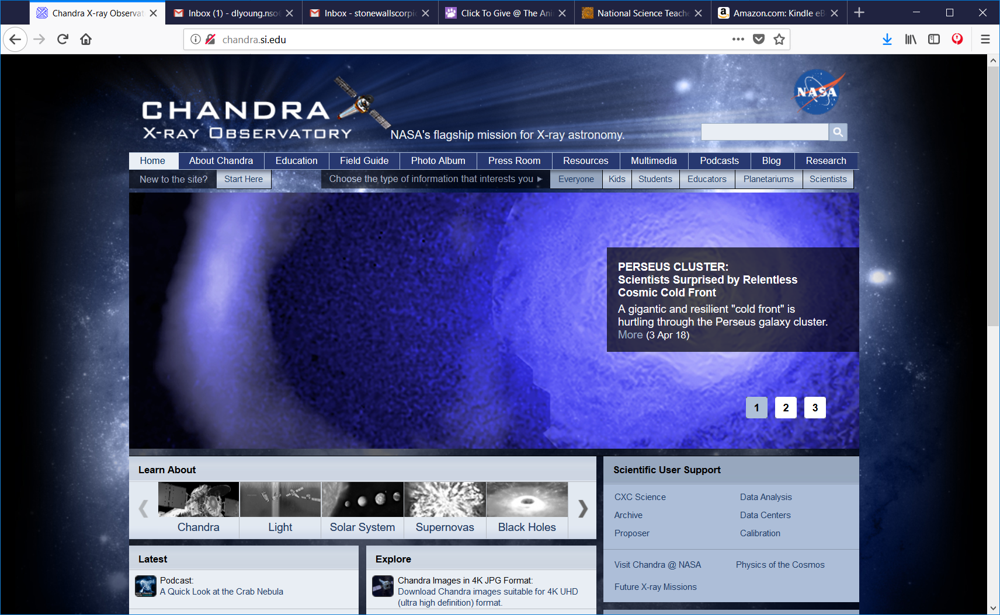 Chandra X-ray Observat
Inbox (1) - dlyoung.nso
Inbox - stonewallscorpi
Click To Give @ The Ani
National Science Teache
Amazon.com: Kindle eB
chandra.si.edu
NASA
CHANDRA
X-RAY OBSERVATORY
NASA's flagship mission for X-ray astronomy.
Home
About Chandra
Education
Field Guide
Photo Album
Press Room
Resources
Multimedia
Podcasts
Blog
Research
New to the site?
Start Here
Choose the type of information that interests you
Everyone
Kids
Students
Educators
Planetariums
Scientists
PERSEUS CLUSTER:
Scientists Surprised by Relentless
Cosmic Cold Front
A gigantic and resilient "cold front" is
hurtling through the Perseus galaxy cluster.
More (3 Apr 18)
1
2
3
Learn About
Chandra
Light
Solar System
Supernovas
Black Holes
Scientific User Support
CXC Science
Data Analysis
Archive
Data Centers
Proposer
Calibration
Visit Chandra @ NASA
Physics of the Cosmos
Future X-ray Missions
Latest
Podcast:
A Quick Look at the Crab Nebula
Explore
Chandra Images in 4K JPG Format:
Download Chandra images suitable for 4K UHD
(ultra high definition) format.